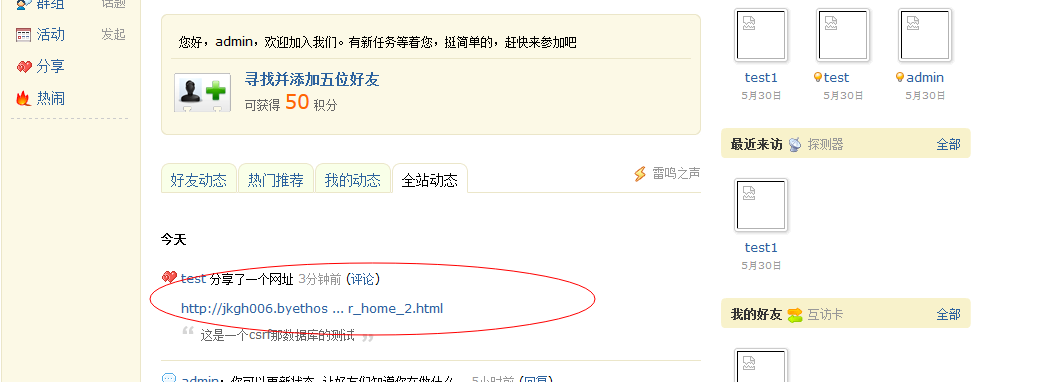 群组 话题
活动 发起
分享
热闹
您好，admin，欢迎加入我们。有新任务等着您，挺简单的，赶快来参加吧
寻找并添加五位好友
可获得 50 积分
好友动态 热门推荐 我的动态 全站动态
雷鸣之声
今天
test 分享了一个网址 3分钟前 (评论)
http://jkgh006.byethos ... r_home_2.html
“ 这是一个csrf那数据库的测试 ”
admin：你可以更新状态，让好友们知道你在做什么... 5小时前 (回复)
test1 test admin
5月30日 5月30日 5月30日
最近来访 探测器 全部
test1
5月30日
我的好友 互访卡 全部